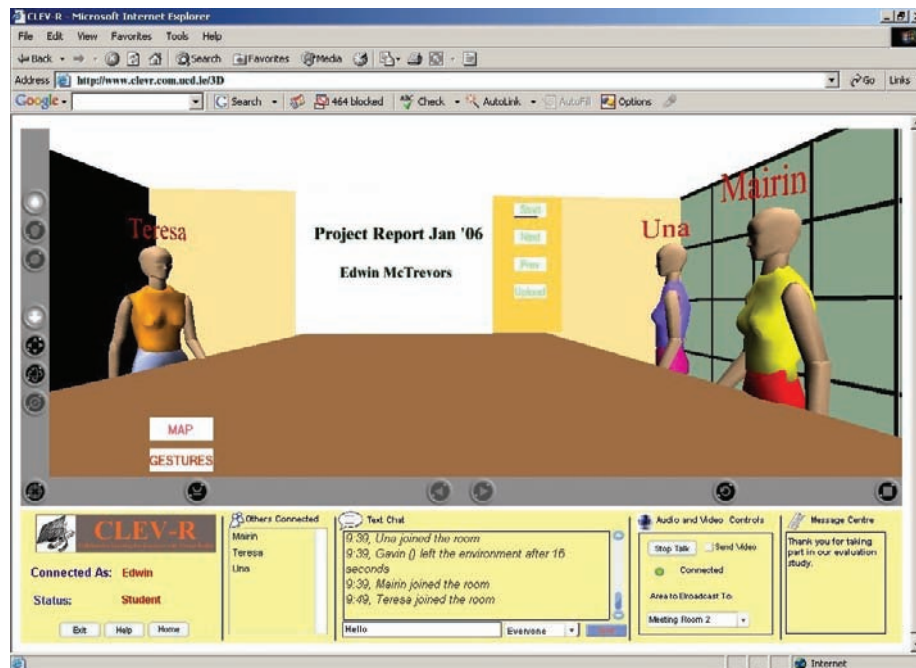 CLEV-R - Microsoft Internet Explorer
File Edit View Favorites Tools Help
Back Search Favorites Media
Address http://www.clevr.com.ucd.ie/3D Go Links
Google Search 464 blocked Check AutoLink AutoFill Options
Mairin
Teresa
Una
Project Report Jan '06
Edwin McTrevors
Start
Next
Prev
Upload
MAP
GESTURES
CLEV-R
Connected As: Edwin
Status: Student
Exit Help Home
Others Connected
Mairin
Teresa
Una
Text Chat
9:39, Una joined the room
9:39, Gavin () left the environment after 16
seconds
9:39, Mairin joined the room
9:49, Teresa joined the room
Hello Everyone
Audio and Video Controls
Stop Talk Send Video
Connected
Area to Broadcast To:
Meeting Room 2
Message Centre
Thank you for taking
part in our evaluation
study.
Internet